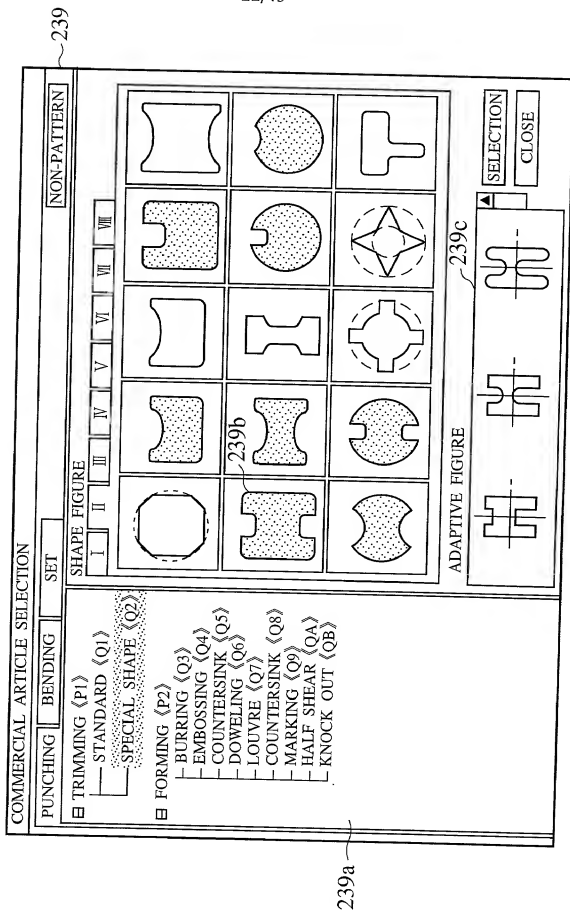 COMMERCIAL ARTICLE SELECTION
239
PUNCHING
BENDING
SET
NON-PATTERN
⊟ TRIMMING 《P1》
STANDARD 《Q1》
SPECIAL SHAPE 《Q2》
⊟ FORMING 《P2》
BURRING 《Q3》
EMBOSSING 《Q4》
COUNTERSINK 《Q5》
DOWELING 《Q6》
LOUVRE 《Q7》
COUNTERSINK 《Q8》
MARKING 《Q9》
HALF SHEAR 《QA》
KNOCK OUT 《QB》
239a
SHAPE FIGURE
I II III IV V VI VII VIII
239b
ADAPTIVE FIGURE
239c
SELECTION
CLOSE